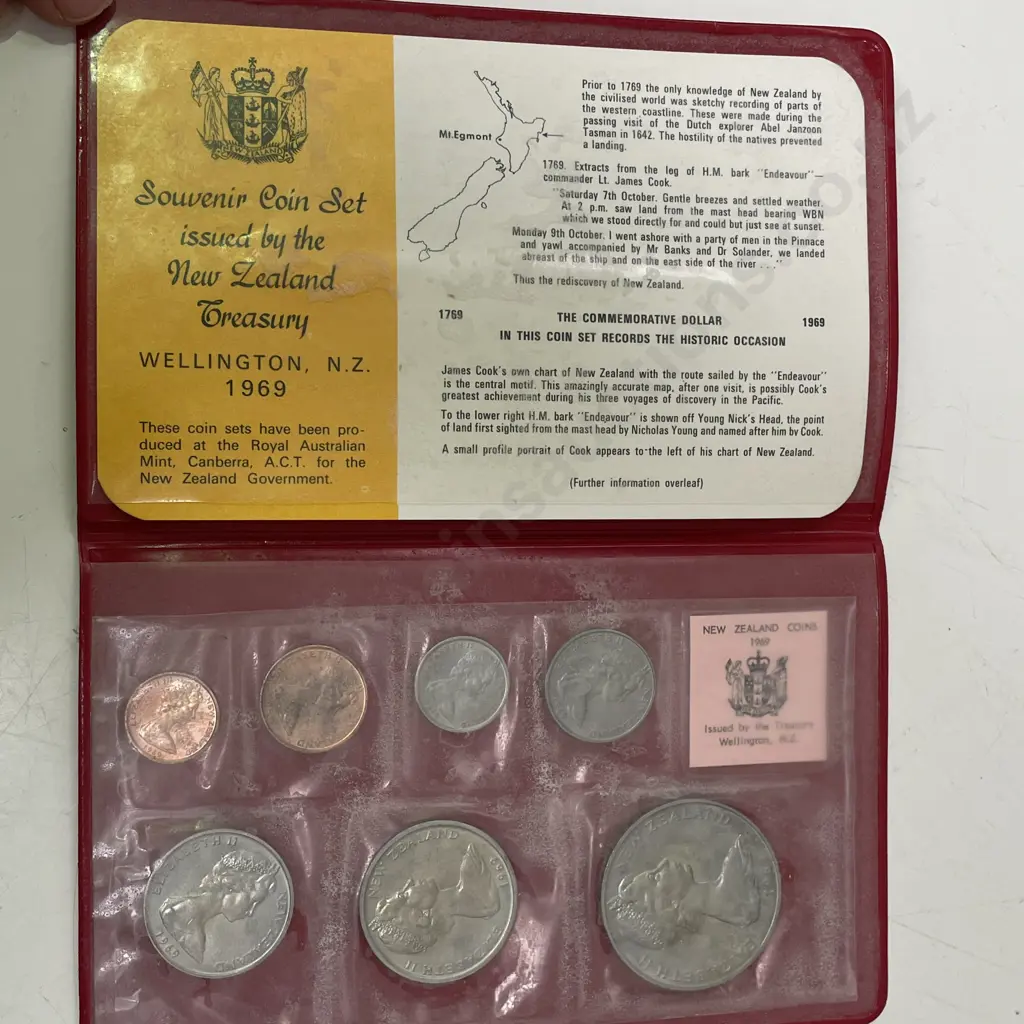 NEW ZEALAND
Souvenir Coin Set
issued by the
New Zealand
Treasury
WELLINGTON, N.Z.
1969
These coin sets have been pro-
duced at the Royal Australian
Mint, Canberra, A.C.T. for the
New Zealand Government.
Mt.Egmont
Prior to 1769 the only knowledge of New Zealand by
the civilised world was sketchy recording of parts of
the western coastline. These were made during the
passing visit of the Dutch explorer Abel Janzoon
Tasman in 1642. The hostility of the natives prevented
a landing.
1769. Extracts from the log of H.M. bark "Endeavour"—
commander Lt. James Cook.
"Saturday 7th October. Gentle breezes and settled weather.
At 2 p.m. saw land from the mast head bearing WBN
which we stood directly for and could but just see at sunset.
Monday 9th October. I went ashore with a party of men in the Pinnace
and yawl accompanied by Mr Banks and Dr Solander, we landed
abreast of the ship and on the east side of the river . . ."
Thus the rediscovery of New Zealand.
1769 THE COMMEMORATIVE DOLLAR 1969
IN THIS COIN SET RECORDS THE HISTORIC OCCASION
James Cook's own chart of New Zealand with the route sailed by the "Endeavour"
is the central motif. This amazingly accurate map, after one visit, is possibly Cook's
greatest achievement during his three voyages of discovery in the Pacific.
To the lower right H.M. bark "Endeavour" is shown off Young Nick's Head, the point
of land first sighted from the mast head by Nicholas Young and named after him by Cook.
A small profile portrait of Cook appears to the left of his chart of New Zealand.
(Further information overleaf)
NEW ZEALAND COINS
1969
Issued by the Treasury
Wellington, N.Z.
ELIZABETH II
NEW ZEALAND
1969
NEW ZEALAND
1969
ELIZABETH II
NEW ZEALAND
1969
ELIZABETH II